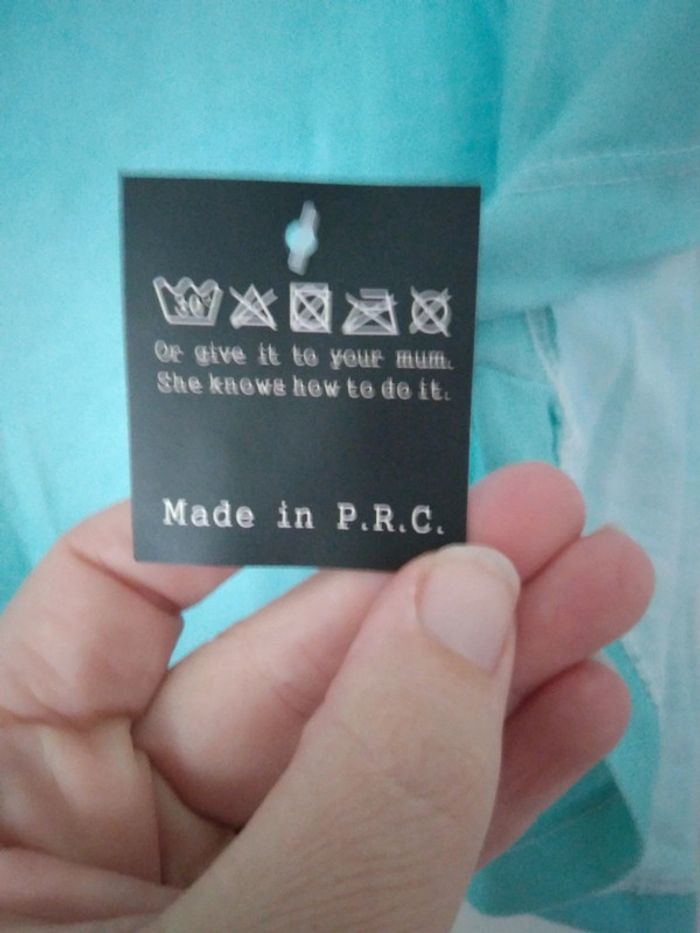 30°
Or give it to your mum.
She knows how to do it.
Made in P.R.C.